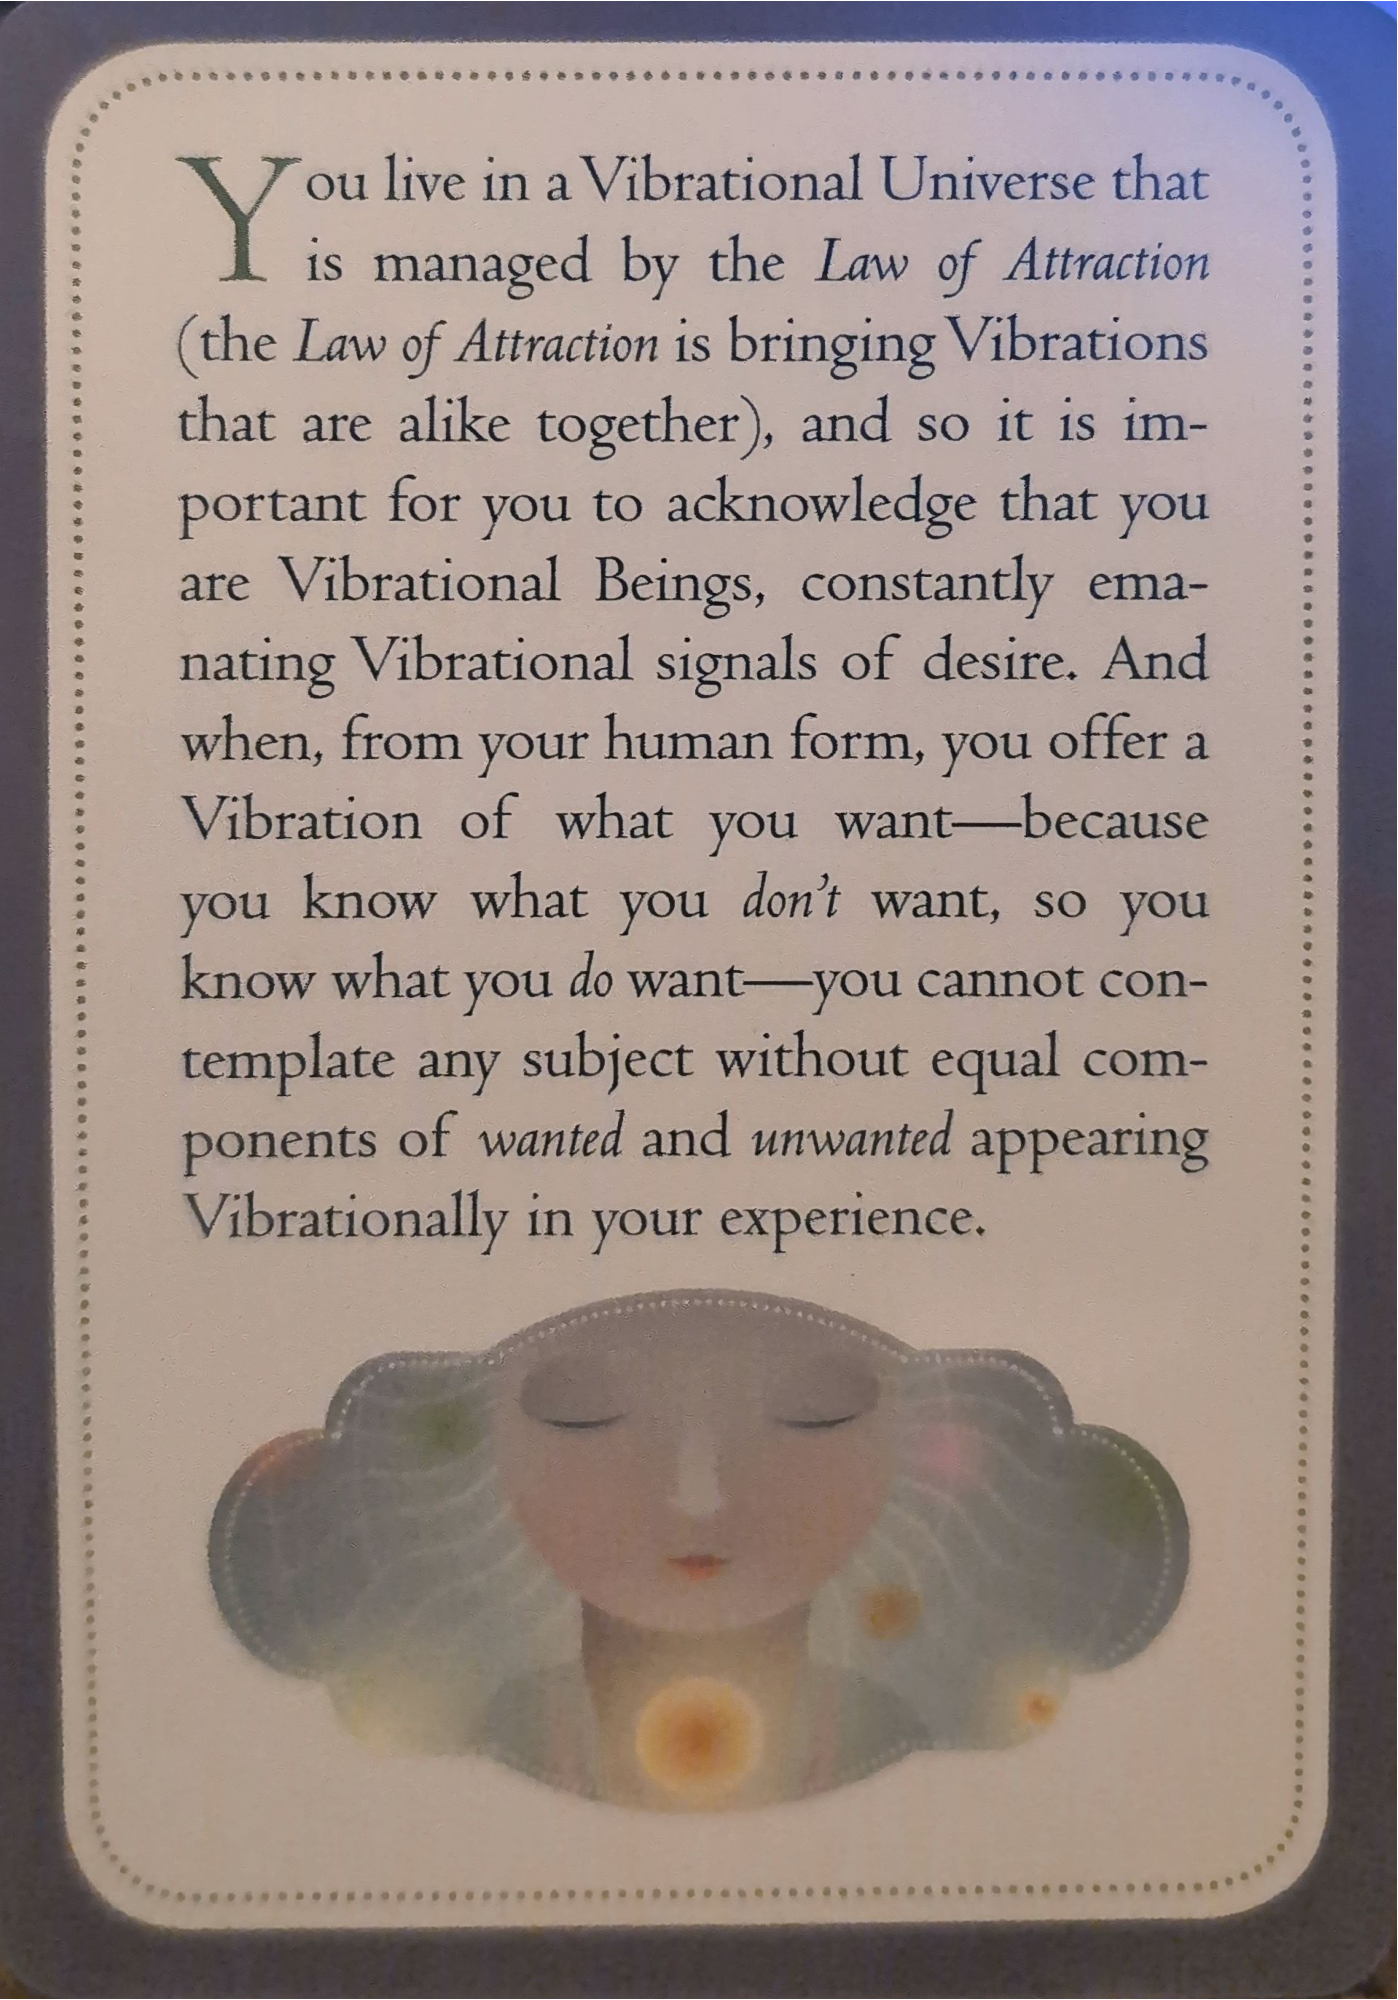 You live in a Vibrational Universe that
is managed by the Law of Attraction
(the Law of Attraction is bringing Vibrations
that are alike together), and so it is im-
portant for you to acknowledge that you
are Vibrational Beings, constantly ema-
nating Vibrational signals of desire. And
when, from your human form, you offer a
Vibration of what you want—because
you know what you don't want, so you
know what you do want—you cannot con-
template any subject without equal com-
ponents of wanted and unwanted appearing
Vibrationally in your experience.